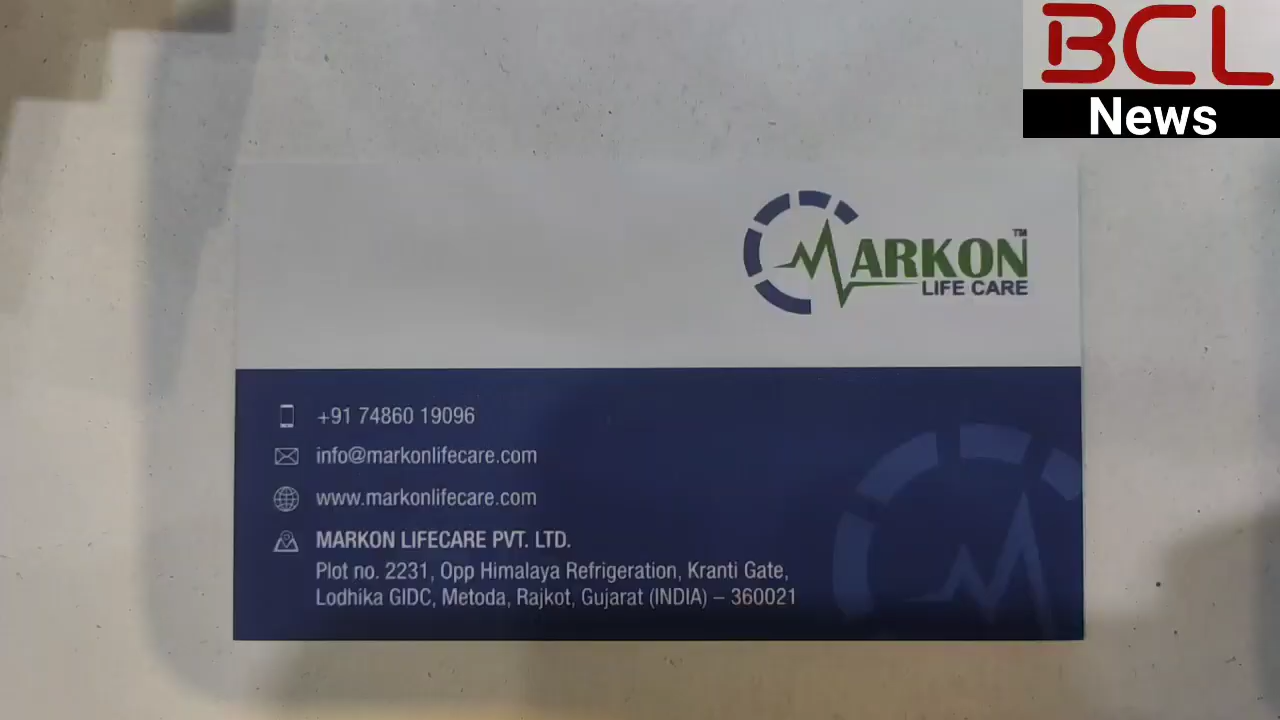 BCL
News
MARKON™
LIFE CARE
+91 74860 19096
info@markonlifecare.com
www.markonlifecare.com
MARKON LIFECARE PVT. LTD.
Plot no. 2231, Opp Himalaya Refrigeration, Kranti Gate,
Lodhika GIDC, Metoda, Rajkot, Gujarat (INDIA) – 360021